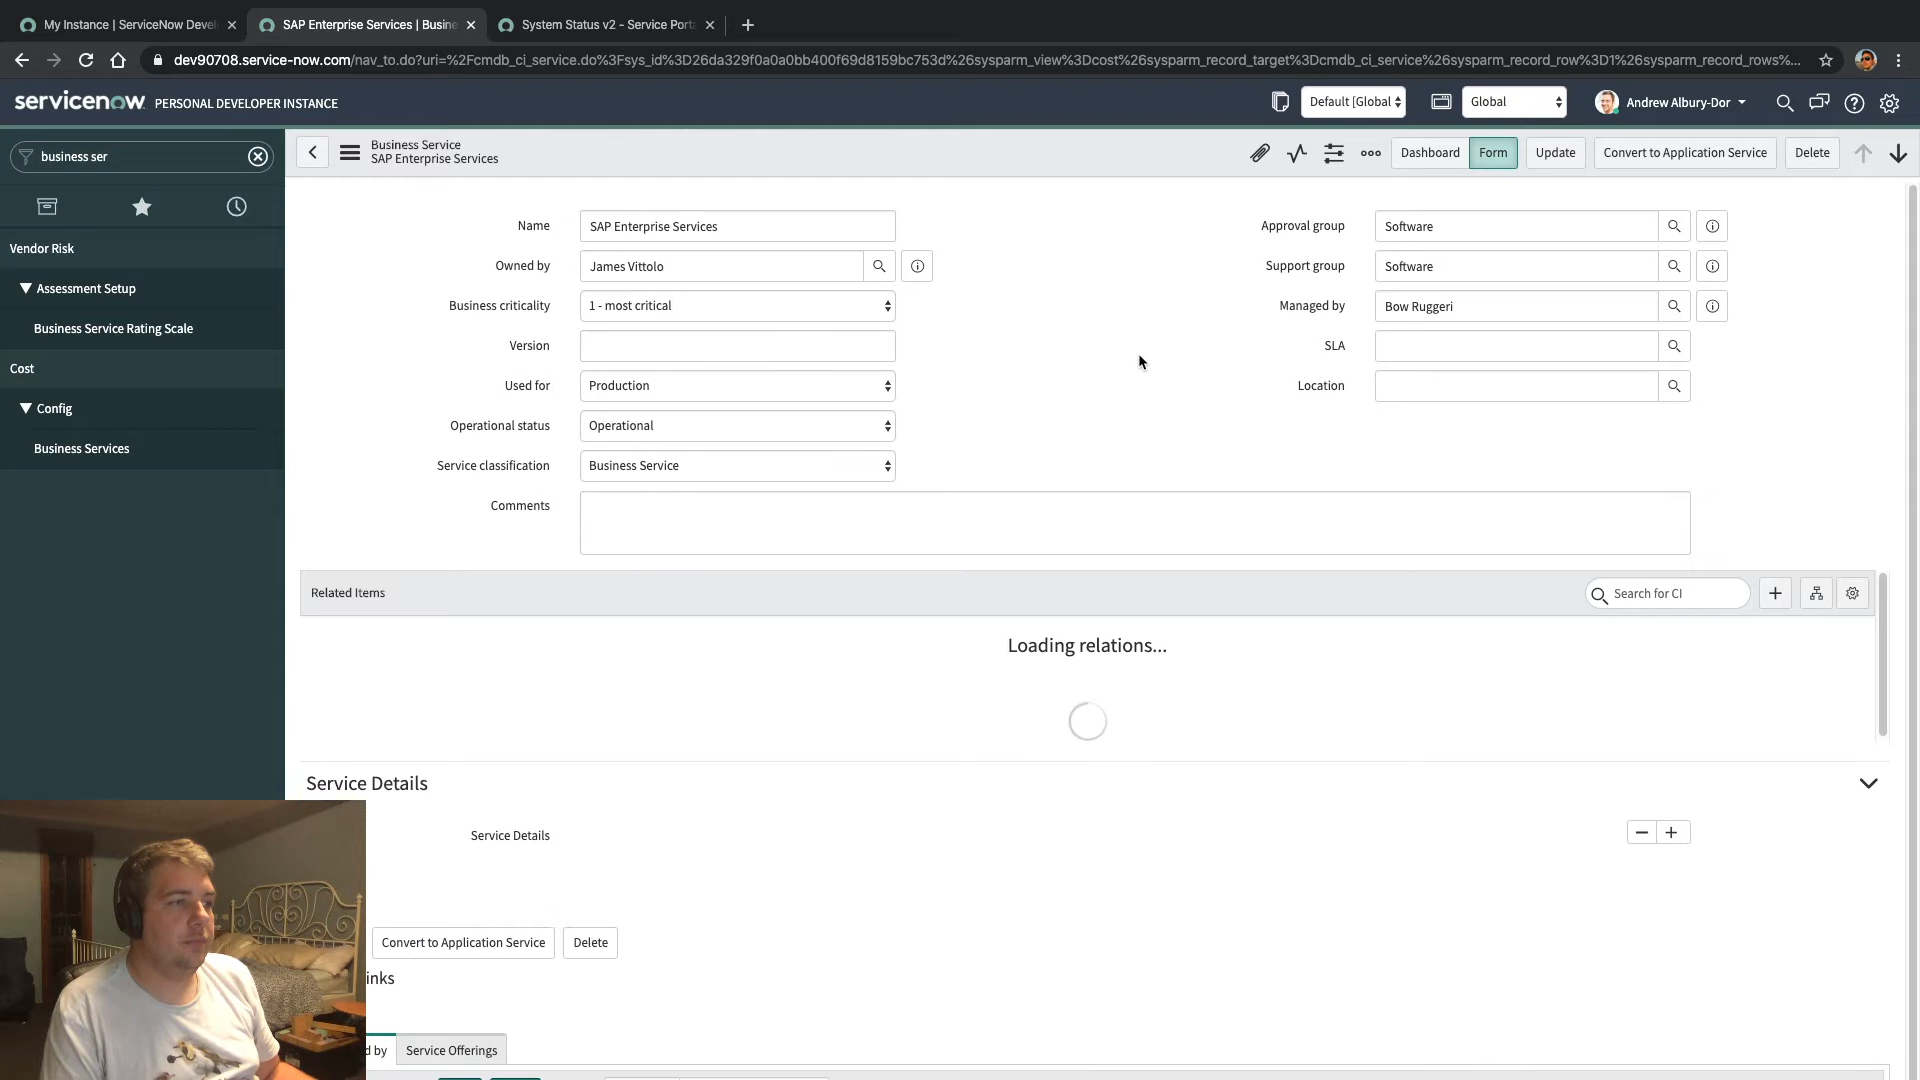 My Instance | ServiceNow Devel
SAP Enterprise Services | Busine
System Status v2 - Service Porta
dev90708.service-now.com/nav_to.do?uri=%2Fcmdb_ci_service.do%3Fsys_id%3D26da329f0a0a0bb400f69d8159bc753d%26sysparm_view%3Dcost%26sysparm_record_target%3Dcmdb_ci_service%26sysparm_record_row%3D1%26sysparm_record_rows%...
servicenow PERSONAL DEVELOPER INSTANCE
Default [Global
Global
Andrew Albury-Dor
business ser
Business Service
SAP Enterprise Services
Dashboard
Form
Update
Convert to Application Service
Delete
Vendor Risk
Assessment Setup
Business Service Rating Scale
Cost
Config
Business Services
Name
SAP Enterprise Services
Approval group
Software
Owned by
James Vittolo
Support group
Software
Business criticality
1 - most critical
Managed by
Bow Ruggeri
Version
SLA
Used for
Production
Location
Operational status
Operational
Service classification
Business Service
Comments
Related Items
Search for CI
Loading relations...
Service Details
Service Details
Convert to Application Service
Delete
inks
d by
Service Offerings